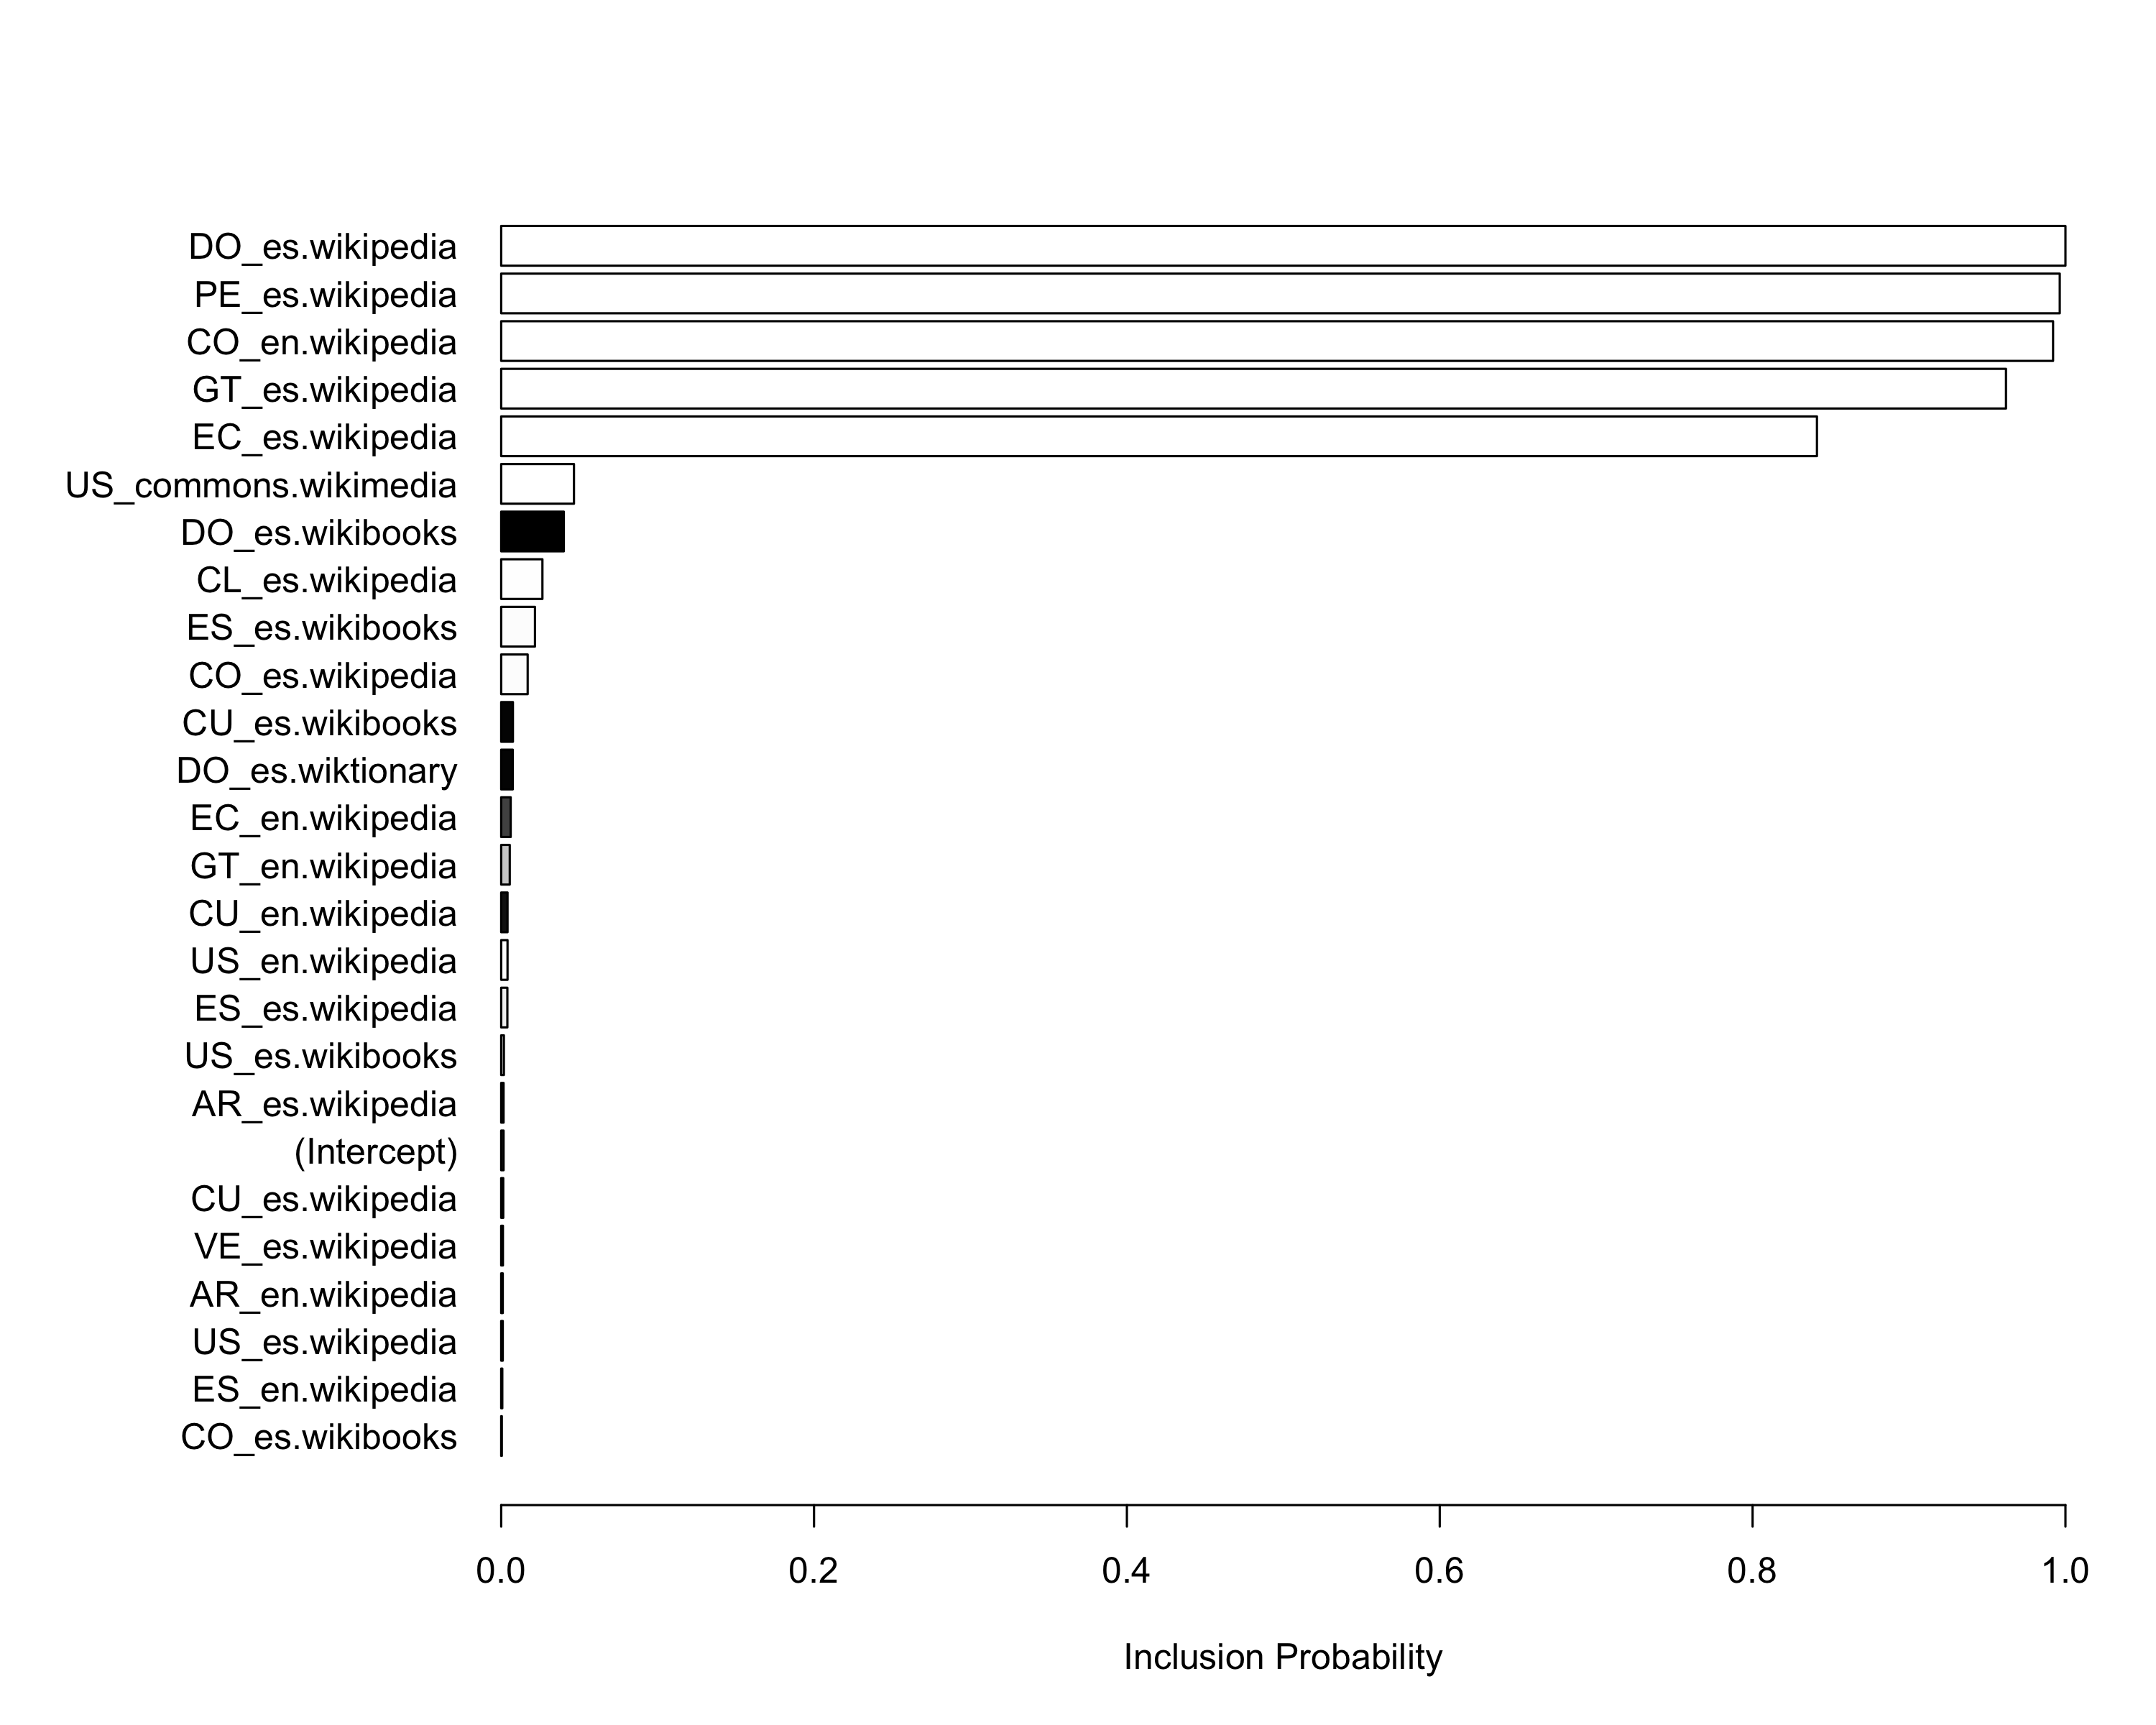 DO_es.wikipedia
PE_es.wikipedia
CO_en.wikipedia
GT_es.wikipedia
EC_es.wikipedia
US_commons.wikimedia
DO_es.wikibooks
CL_es.wikipedia
ES_es.wikibooks
CO_es.wikipedia
CU_es.wikibooks
DO_es.wiktionary
EC_en.wikipedia
GT_en.wikipedia
CU_en.wikipedia
US_en.wikipedia
ES_es.wikipedia
US_es.wikibooks
AR_es.wikipedia
(Intercept)
CU_es.wikipedia
VE_es.wikipedia
AR_en.wikipedia
US_es.wikipedia
ES_en.wikipedia
CO_es.wikibooks
0.0 0.2 0.4 0.6 0.8 1.0
Inclusion Probability